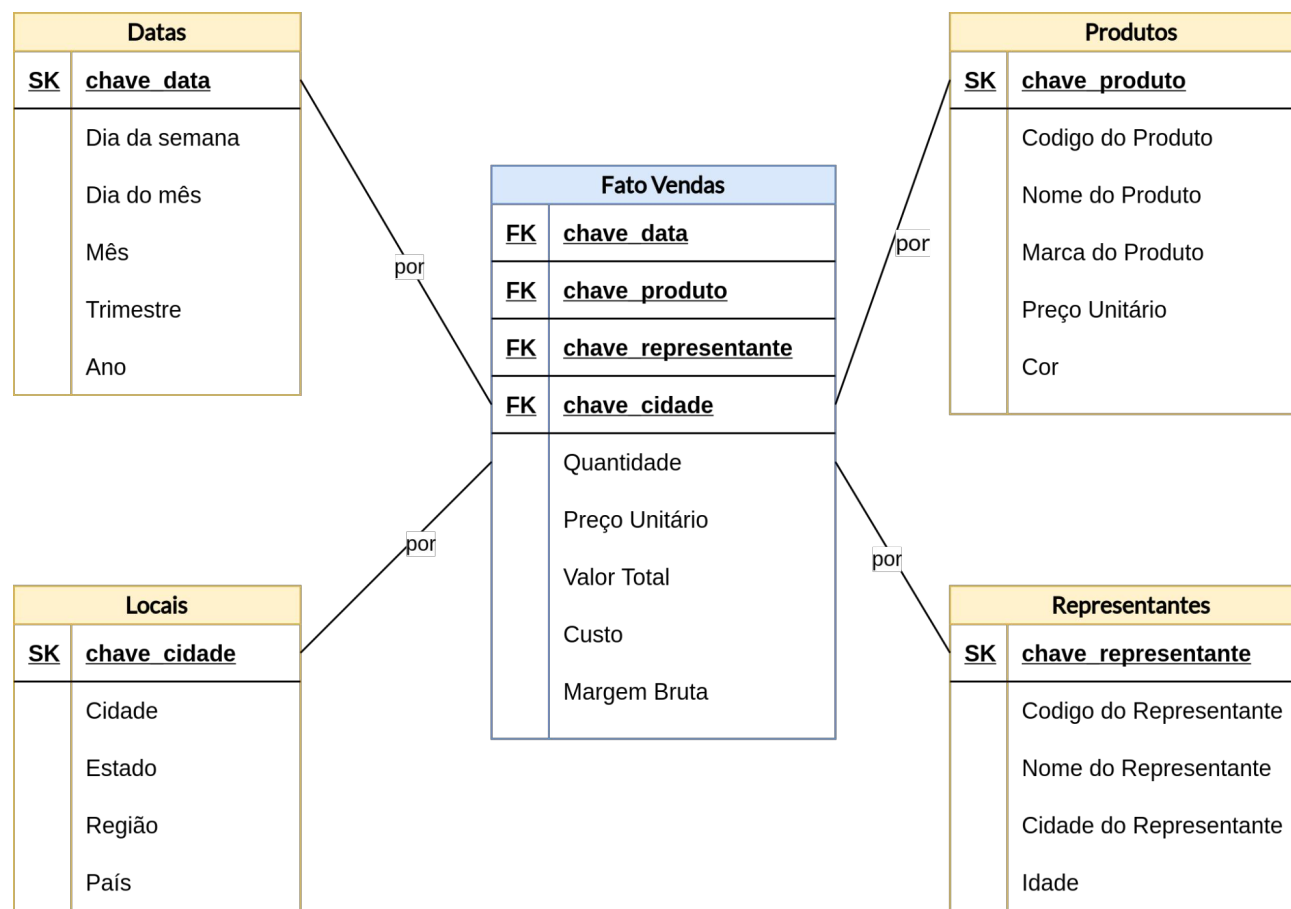 Datas
SK chave_data
Dia da semana
Dia do mês
Mês
Trimestre
Ano
Produtos
SK chave_produto
Codigo do Produto
Nome do Produto
Marca do Produto
Preço Unitário
Cor
Fato Vendas
FK chave_data
FK chave_produto
FK chave_representante
FK chave_cidade
Quantidade
Preço Unitário
Valor Total
Custo
Margem Bruta
por
por
por
por
Locais
SK chave_cidade
Cidade
Estado
Região
País
Representantes
SK chave_representante
Codigo do Representante
Nome do Representante
Cidade do Representante
Idade